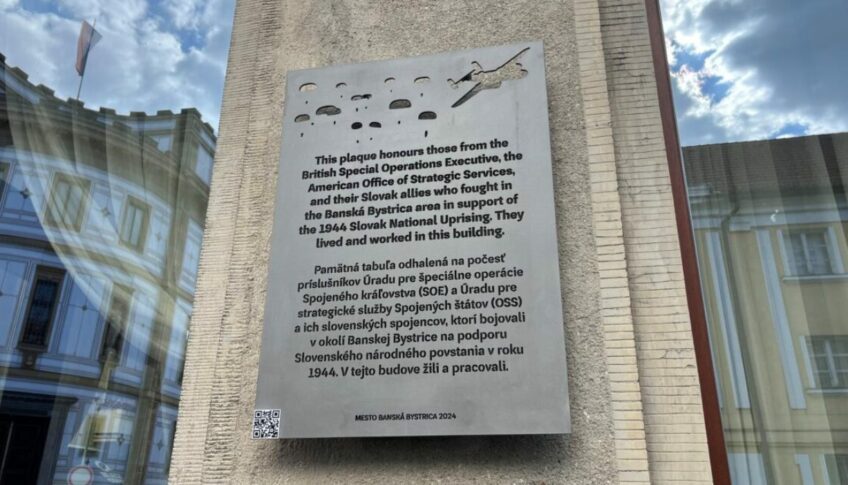 This plaque honours those from the
British Special Operations Executive, the
American Office of Strategic Services,
and their Slovak allies who fought in
the Banská Bystrica area in support of
the 1944 Slovak National Uprising. They
lived and worked in this building.
Pamätná tabuľa odhalená na počesť
príslušníkov Úradu pre špeciálne operácie
Spojeného kráľovstva (SOE) a Úradu pre
strategické služby Spojených štátov (OSS)
a ich slovenských spojencov, ktorí bojovali
v okolí Banskej Bystrice na podporu
Slovenského národného povstania v roku
1944. V tejto budove žili a pracovali.
MESTO BANSKÁ BYSTRICA 2024